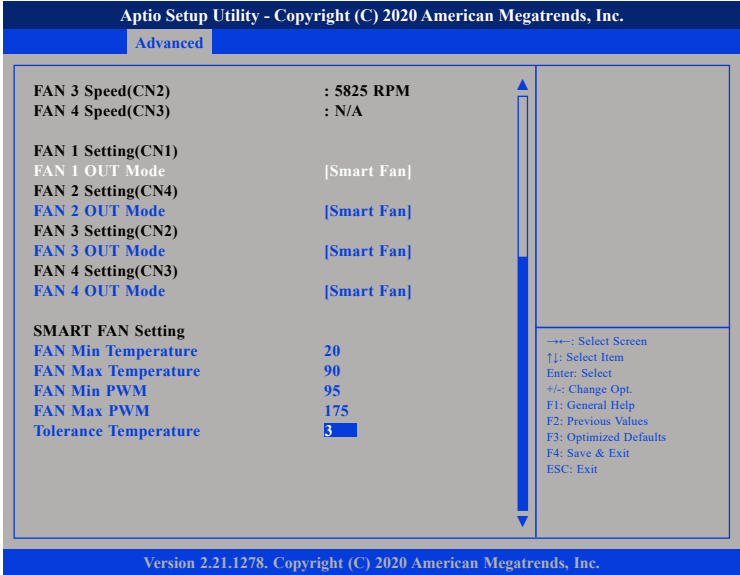 Aptio Setup Utility - Copyright (C) 2020 American Megatrends, Inc.
Advanced
FAN 3 Speed(CN2) : 5825 RPM
FAN 4 Speed(CN3) : N/A
FAN 1 Setting(CN1)
FAN 1 OUT Mode [Smart Fan]
FAN 2 Setting(CN4)
FAN 2 OUT Mode [Smart Fan]
FAN 3 Setting(CN2)
FAN 3 OUT Mode [Smart Fan]
FAN 4 Setting(CN3)
FAN 4 OUT Mode [Smart Fan]
SMART FAN Setting
FAN Min Temperature 20
FAN Max Temperature 90
FAN Min PWM 95
FAN Max PWM 175
Tolerance Temperature 3
→←: Select Screen
↑↓: Select Item
Enter: Select
+/-: Change Opt.
F1: General Help
F2: Previous Values
F3: Optimized Defaults
F4: Save & Exit
ESC: Exit
Version 2.21.1278. Copyright (C) 2020 American Megatrends, Inc.